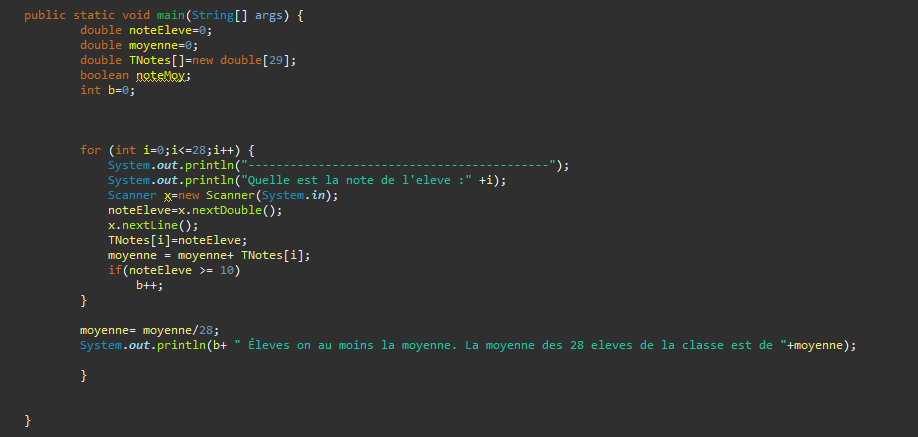 public static void main(String[] args) {
double noteEleve=0;
double moyenne=0;
double TNotes[]=new double[29];
boolean noteMoy;
int b=0;
for (int i=0;i<=28;i++) {
System.out.println("-------------------------------------------");
System.out.println("Quelle est la note de l'eleve :" +i);
Scanner x=new Scanner(System.in);
noteEleve=x.nextDouble();
x.nextLine();
TNotes[i]=noteEleve;
moyenne = moyenne+ TNotes[i];
if(noteEleve >= 10)
b++;
}
moyenne= moyenne/28;
System.out.println(b+ " Éleves on au moins la moyenne. La moyenne des 28 eleves de la classe est de "+moyenne);
}
}